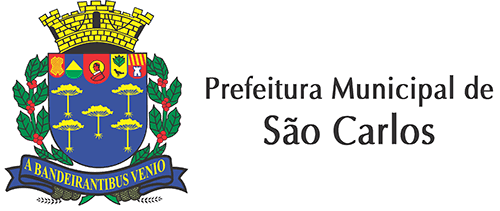 Prefeitura Municipal de
São Carlos
A BANDEIRANTIBUS VENIO